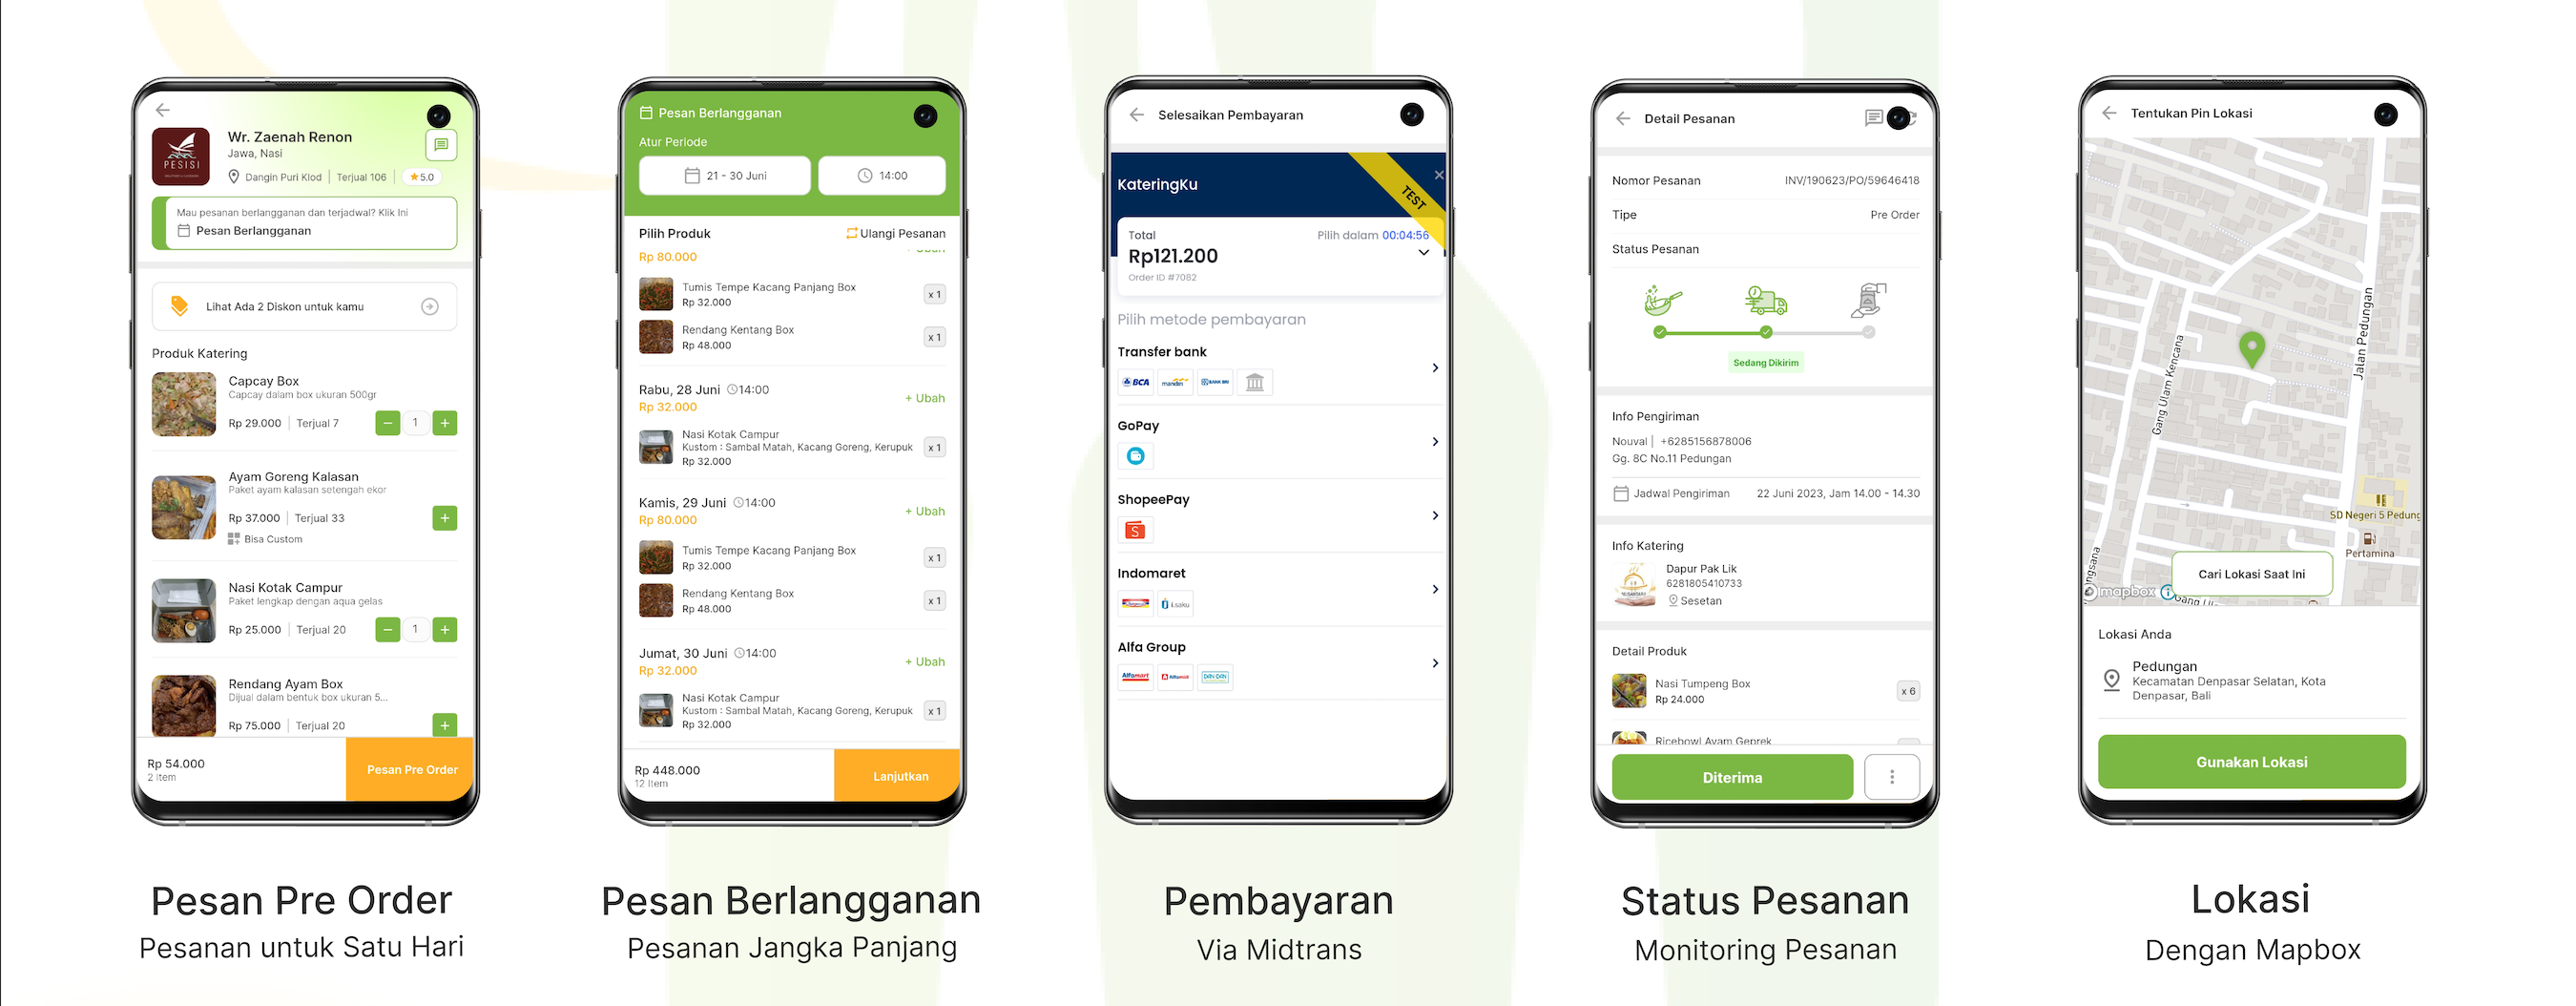 PESISI
Wr. Zaenah Renon
Jawa, Nasi
Dangin Puri Klod | Terjual 106 | 5.0
Mau pesanan berlangganan dan terjadwal? Klik Ini
Pesan Berlangganan
Lihat Ada 2 Diskon untuk kamu
Produk Katering
Capcay Box
Capcay dalam box ukuran 500gr
Rp 29.000 | Terjual 7
1
Ayam Goreng Kalasan
Paket ayam kalasan setengah ekor
Rp 37.000 | Terjual 33
Bisa Custom
Nasi Kotak Campur
Paket lengkap dengan aqua gelas
Rp 25.000 | Terjual 20
1
Rendang Ayam Box
Dijual dalam bentuk box ukuran 5...
Rp 75.000 | Terjual 20
Rp 54.000
2 Item
Pesan Pre Order
Pesan Pre Order
Pesanan untuk Satu Hari
Pesan Berlangganan
Atur Periode
21 - 30 Juni
14:00
Pilih Produk
Ulangi Pesanan
+ Ubah
Rp 80.000
Tumis Tempe Kacang Panjang Box
Rp 32.000
x 1
Rendang Kentang Box
Rp 48.000
x 1
Rabu, 28 Juni 14:00
Rp 32.000
+ Ubah
Nasi Kotak Campur
Kustom : Sambal Matah, Kacang Goreng, Kerupuk
Rp 32.000
x 1
Kamis, 29 Juni 14:00
Rp 80.000
+ Ubah
Tumis Tempe Kacang Panjang Box
Rp 32.000
x 1
Rendang Kentang Box
Rp 48.000
x 1
Jumat, 30 Juni 14:00
Rp 32.000
+ Ubah
Nasi Kotak Campur
Kustom : Sambal Matah, Kacang Goreng, Kerupuk
Rp 32.000
x 1
Rp 448.000
12 Item
Lanjutkan
Pesan Berlangganan
Pesanan Jangka Panjang
Selesaikan Pembayaran
KateringKu
TEST
Total
Pilih dalam 00:04:56
Rp121.200
Order ID #7082
Pilih metode pembayaran
Transfer bank
BCA mandiri BANK BRI
GoPay
ShopeePay
S
Indomaret
i.saku
Alfa Group
Alfamart Alfamidi DAN+DAN
Pembayaran
Via Midtrans
Detail Pesanan
Nomor Pesanan INV/190623/PO/59646418
Tipe Pre Order
Status Pesanan
Sedang Dikirim
Info Pengiriman
Nouval | +6285156878006
Gg. 8C No.11 Pedungan
Jadwal Pengiriman 22 Juni 2023, Jam 14.00 - 14.30
Info Katering
Dapur Pak Lik
6281805410733
Sesetan
NUSANTARA
Detail Produk
Nasi Tumpeng Box
Rp 24.000
x 6
Ricebowl Ayam Geprek
Diterima
Status Pesanan
Monitoring Pesanan
Tentukan Pin Lokasi
Jalan Pedungan
Gang Ulam Kencana
SD Negeri 5 Pedung
Pertamina
ngsana
Cari Lokasi Saat Ini
mapbox
Lokasi Anda
Pedungan
Kecamatan Denpasar Selatan, Kota
Denpasar, Bali
Gunakan Lokasi
Lokasi
Dengan Mapbox